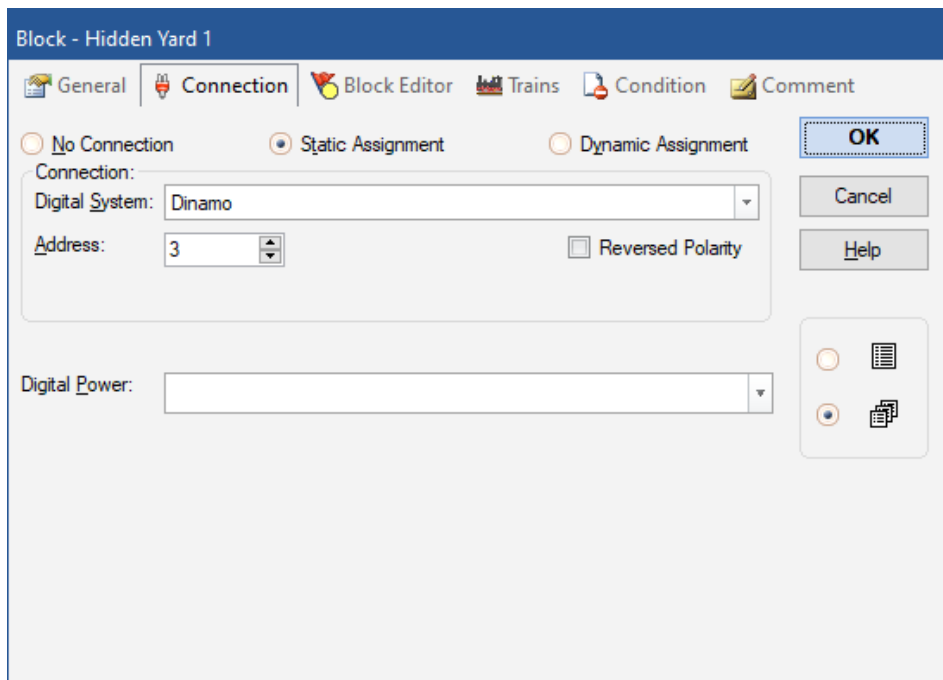 Block - Hidden Yard 1
General Connection Block Editor Trains Condition Comment
No Connection Static Assignment Dynamic Assignment OK
Connection:
Digital System: Dinamo Cancel
Address: 3 Reversed Polarity Help
Digital Power: